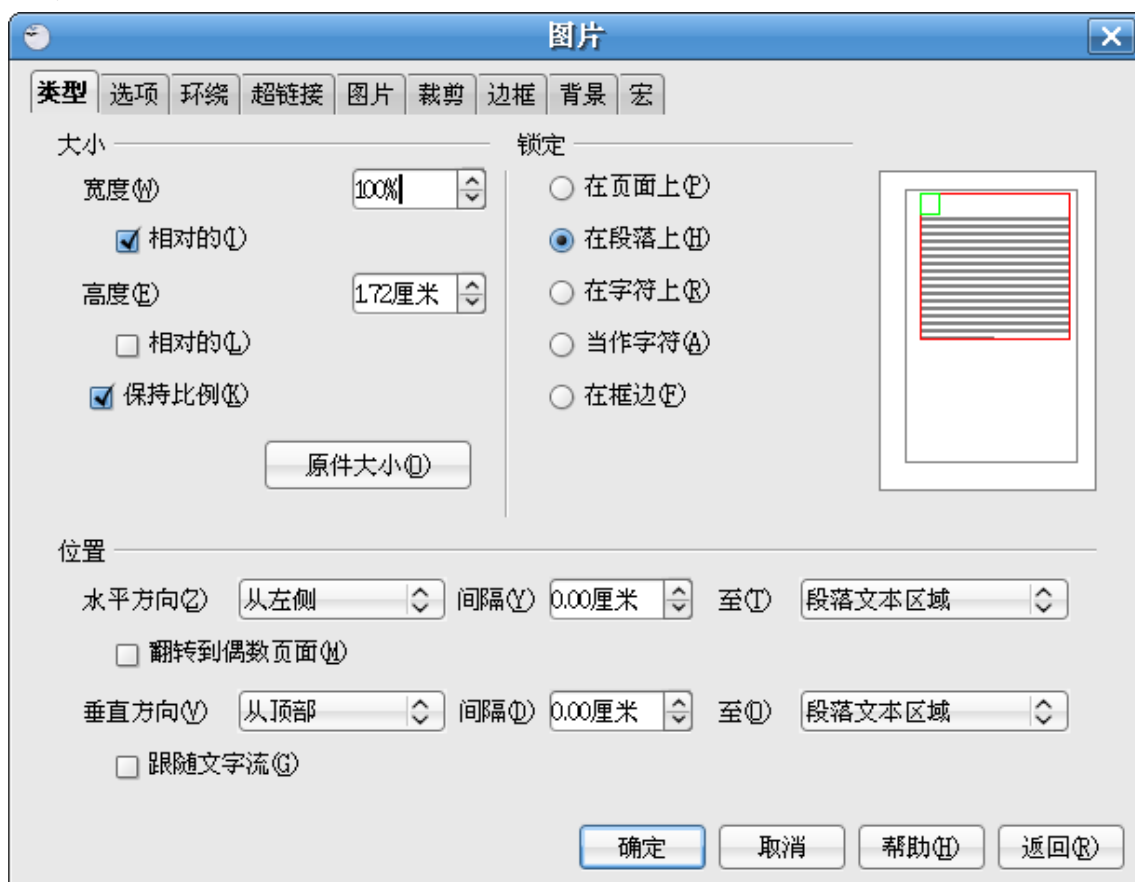 图片
类型 选项 环绕 超链接 图片 裁剪 边框 背景 宏
大小
宽度(W) 100%
相对的(I)
高度(E) 1.72厘米
相对的(L)
保持比例(K)
原件大小(O)
锁定
在页面上(P)
在段落上(H)
在字符上(R)
当作字符(A)
在框边(F)
位置
水平方向(Z) 从左侧 间隔(Y) 0.00厘米 至(T) 段落文本区域
翻转到偶数页面(M)
垂直方向(V) 从顶部 间隔(D) 0.00厘米 至(U) 段落文本区域
跟随文字流(G)
确定 取消 帮助(H) 返回(R)